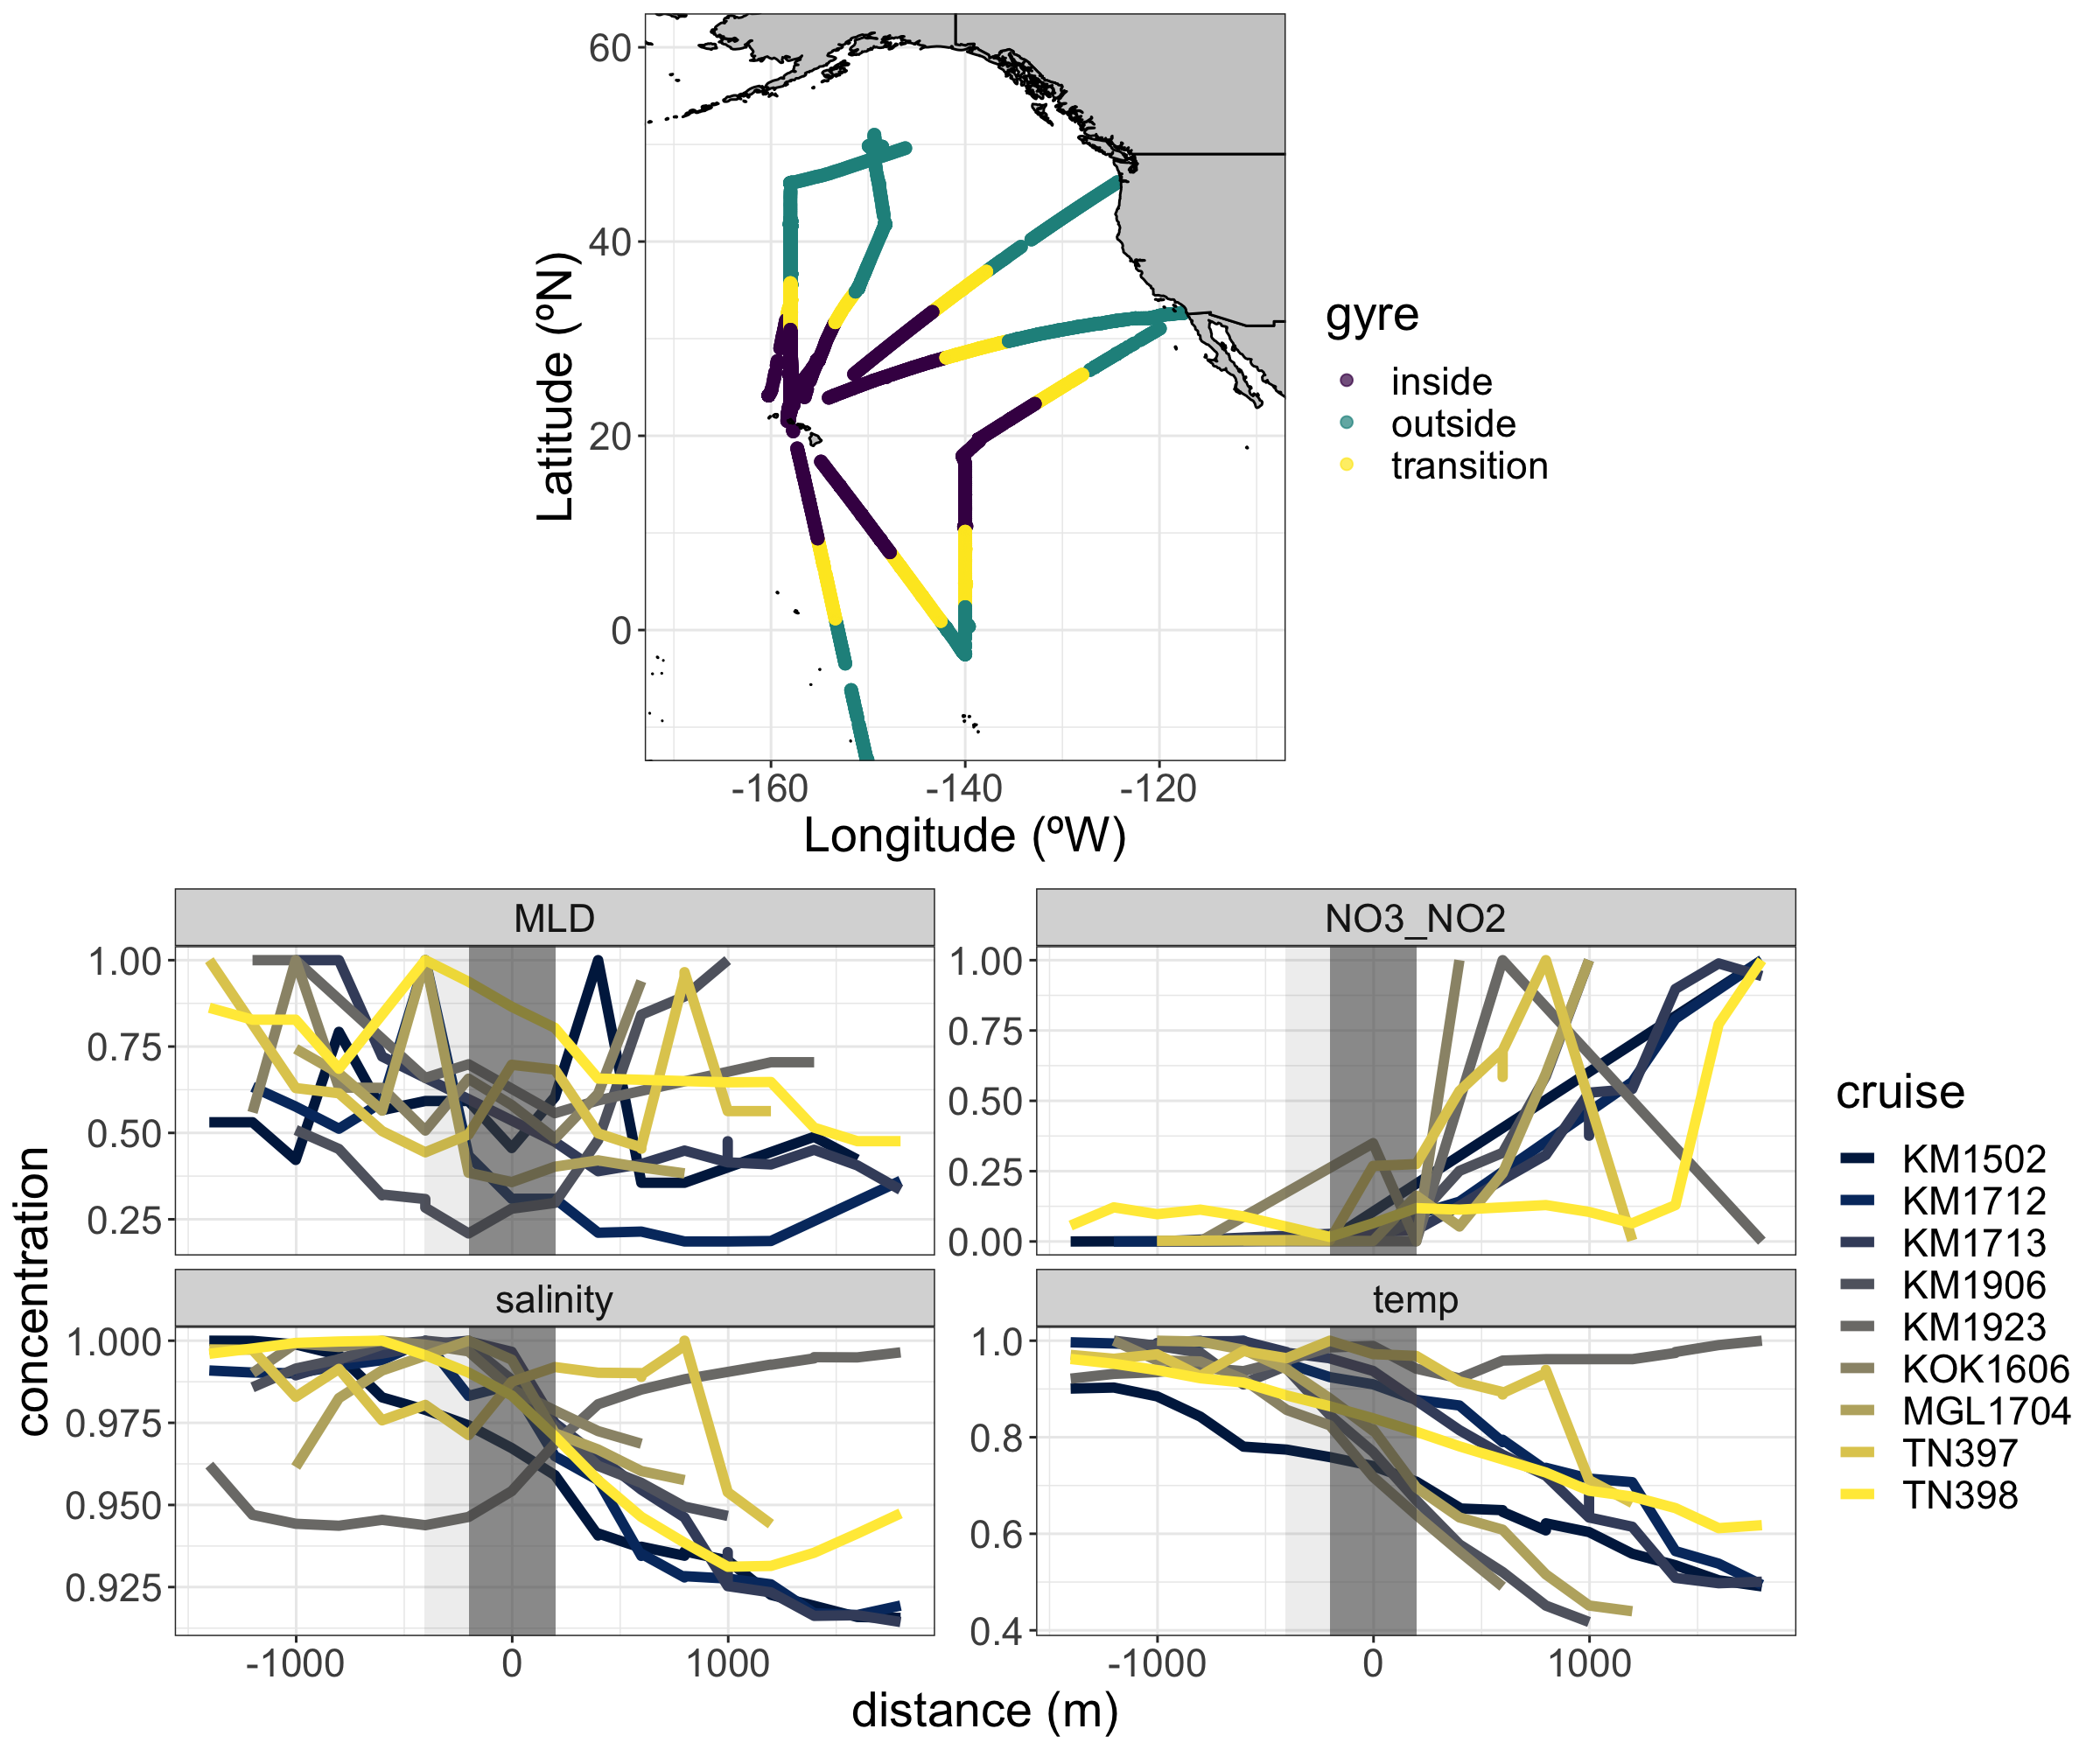 60
40
20
0
Latitude (ºN)
-160
-140
-120
Longitude (ºW)
gyre
inside
outside
transition
concentration
MLD
1.00
0.75
0.50
0.25
NO3_NO2
1.00
0.75
0.50
0.25
0.00
salinity
1.000
0.975
0.950
0.925
-1000
0
1000
temp
1.0
0.8
0.6
0.4
-1000
0
1000
distance (m)
cruise
KM1502
KM1712
KM1713
KM1906
KM1923
KOK1606
MGL1704
TN397
TN398